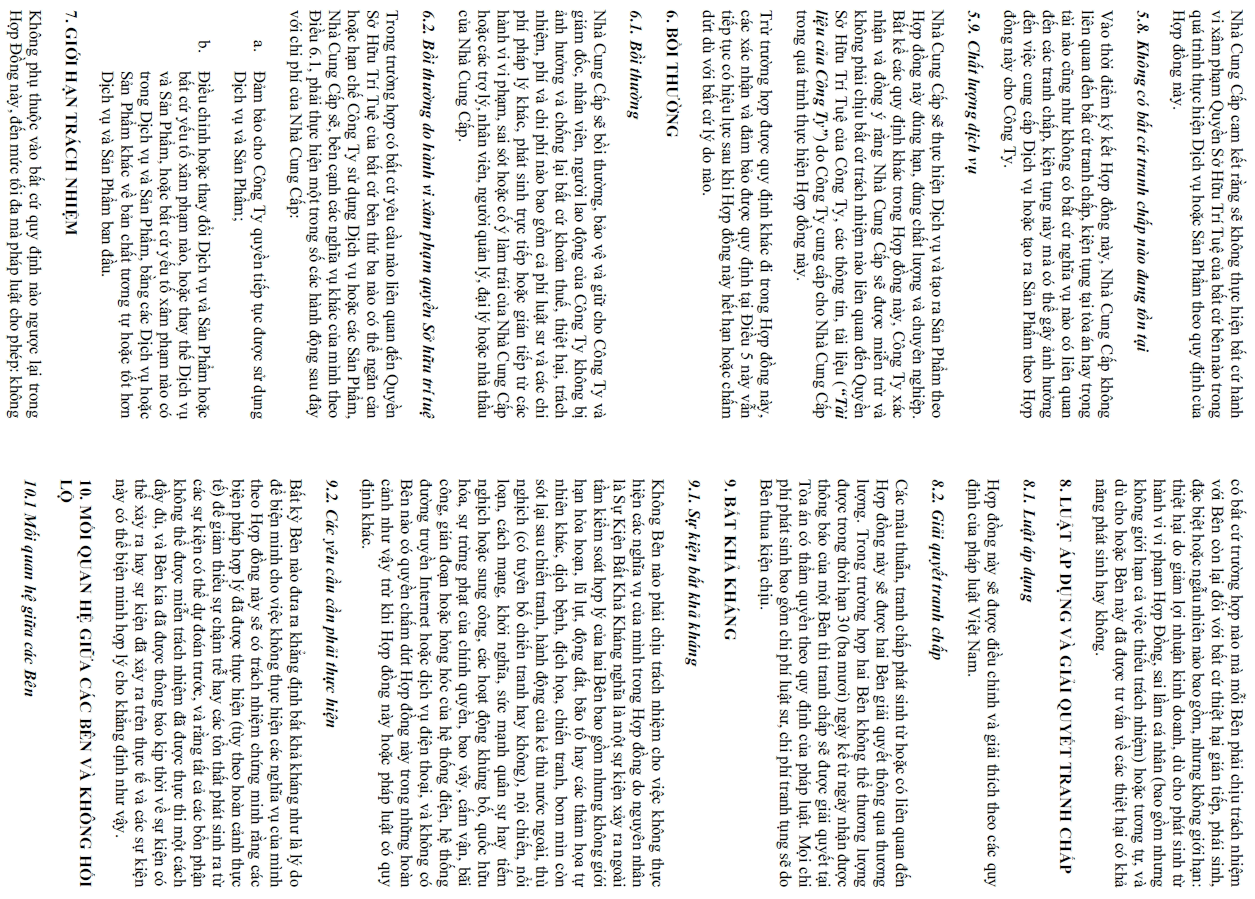 5.8. Không có bất cứ tranh chấp nào đang tồn tại
Nhà Cung Cấp cam kết rằng sẽ không thực hiện bất cứ hành
vi xâm phạm Quyền Sở Hữu Trí Tuệ của bất cứ bên nào trong
quá trình thực hiện Dịch vụ hoặc Sản Phẩm theo quy định của
Hợp đồng này.
Vào thời điểm ký kết Hợp đồng này, Nhà Cung Cấp không
liên quan đến bất cứ tranh chấp, kiện tụng tại tòa án hay trọng
tài nào cũng như không có bất cứ nghĩa vụ nào có liên quan
đến các tranh chấp, kiện tụng này mà có thể gây ảnh hưởng
đến việc cung cấp Dịch vụ hoặc tạo ra Sản Phẩm theo Hợp
đồng này cho Công Ty.
5.9. Chất lượng dịch vụ
Nhà Cung Cấp sẽ thực hiện Dịch vụ và tạo ra Sản Phẩm theo
Hợp đồng này đúng hạn, đúng chất lượng và chuyên nghiệp.
Bất kể các quy định khác trong Hợp đồng này, Công Ty xác
nhận và đồng ý rằng Nhà Cung Cấp sẽ được miễn trừ và
không phải chịu bất cứ trách nhiệm nào liên quan đến Quyền
Sở Hữu Trí Tuệ của Công Ty, các thông tin, tài liệu (“Tài
liệu của Công Ty”) do Công Ty cung cấp cho Nhà Cung Cấp
trong quá trình thực hiện Hợp đồng này.
Trừ trường hợp được quy định khác đi trong Hợp đồng này,
các xác nhận và đảm bảo được quy định tại Điều 5 này vẫn
tiếp tục có hiệu lực sau khi Hợp đồng này hết hạn hoặc chấm
dứt dù với bất cứ lý do nào.
6. BỒI THƯỜNG
6.1. Bồi thường
Nhà Cung Cấp sẽ bồi thường, bảo vệ và giữ cho Công Ty và
giám đốc, nhân viên, người lao động của Công Ty không bị
ảnh hưởng và chống lại bất cứ khoản thuế, thiệt hại, trách
nhiệm, phí và chi phí nào bao gồm cả phí luật sư và các chi
phí pháp lý khác, phát sinh trực tiếp hoặc gián tiếp từ các
hành vi vi phạm, sai sót hoặc cố ý làm trái của Nhà Cung Cấp
hoặc các trợ lý, nhân viên, người quản lý, đại lý hoặc nhà thầu
của Nhà Cung Cấp.
6.2. Bồi thường do hành vi xâm phạm quyền Sở hữu trí tuệ
Trong trường hợp có bất cứ yêu cầu nào liên quan đến Quyền
Sở Hữu Trí Tuệ của bất cứ bên thứ ba nào có thể ngăn cản
hoặc hạn chế Công Ty sử dụng Dịch vụ hoặc các Sản Phẩm,
Nhà Cung Cấp sẽ, bên cạnh các nghĩa vụ khác của mình theo
Điều 6.1, phải thực hiện một trong số các hành động sau đây
với chi phí của Nhà Cung Cấp:
a. Đảm bảo cho Công Ty quyền tiếp tục được sử dụng
Dịch vụ và Sản Phẩm;
b. Điều chỉnh hoặc thay đổi Dịch vụ và Sản Phẩm hoặc
bất cứ yếu tố xâm phạm nào, hoặc thay thế Dịch vụ
và Sản Phẩm, hoặc bất cứ yếu tố xâm phạm nào có
trong Dịch vụ và Sản Phẩm, bằng các Dịch vụ hoặc
Sản Phẩm khác về bản chất tương tự hoặc tốt hơn
Dịch vụ và Sản Phẩm ban đầu.
7. GIỚI HẠN TRÁCH NHIỆM
Không phụ thuộc vào bất cứ quy định nào ngược lại trong
Hợp Đồng này, đến mức tối đa mà pháp luật cho phép; không
có bất cứ trường hợp nào mà mỗi Bên phải chịu trách nhiệm
với Bên còn lại đối với bất cứ thiệt hại gián tiếp, phái sinh,
đặc biệt hoặc ngẫu nhiên nào bao gồm, nhưng không giới hạn:
thiệt hại do giảm lợi nhuận kinh doanh, dù cho phát sinh từ
hành vi vi phạm Hợp Đồng, sai lầm cá nhân (bao gồm nhưng
không giới hạn cả việc thiếu trách nhiệm) hoặc tương tự, và
dù cho hoặc Bên này đã được tư vấn về các thiệt hại có khả
năng phát sinh hay không.
8. LUẬT ÁP DỤNG VÀ GIẢI QUYẾT TRANH CHẤP
8.1. Luật áp dụng
Hợp đồng này sẽ được điều chỉnh và giải thích theo các quy
định của pháp luật Việt Nam.
8.2. Giải quyết tranh chấp
Các mâu thuẫn, tranh chấp phát sinh từ hoặc có liên quan đến
Hợp đồng này sẽ được hai Bên giải quyết thông qua thương
lượng. Trong trường hợp hai Bên không thể thương lượng
được trong thời hạn 30 (ba mươi) ngày kể từ ngày nhận được
thông báo của một Bên thì tranh chấp sẽ được giải quyết tại
Tòa án có thẩm quyền theo quy định của pháp luật. Mọi chi
phí phát sinh bao gồm chi phí luật sư, chi phí tranh tụng sẽ do
Bên thua kiện chịu.
9. BẤT KHẢ KHÁNG
9.1. Sự kiện bất khả kháng
Không Bên nào phải chịu trách nhiệm cho việc không thực
hiện các nghĩa vụ của mình trong Hợp đồng do nguyên nhân
là Sự Kiện Bất Khả Kháng nghĩa là một sự kiện xảy ra ngoài
tầm kiểm soát hợp lý của hai Bên bao gồm nhưng không giới
hạn hỏa hoạn, lũ lụt, động đất, bão tố hay các thảm họa tự
nhiên khác, dịch bệnh, địch họa, chiến tranh, bom mìn còn
sót lại sau chiến tranh, hành động của kẻ thù nước ngoài, thù
nghịch (có tuyên bố chiến tranh hay không), nội chiến, nổi
loạn, cách mạng, khởi nghĩa, sức mạnh quân sự hay tiếm
nghịch hoặc sung công, các hoạt động khủng bố, quốc hữu
hóa, sự trừng phạt của chính quyền, bao vây, cấm vận, bãi
công, gián đoạn hoặc hỏng hóc của hệ thống điện, hệ thống
đường truyền Internet hoặc dịch vụ điện thoại, và không có
Bên nào có quyền chấm dứt Hợp đồng này trong những hoàn
cảnh như vậy trừ khi Hợp đồng này hoặc pháp luật có quy
định khác.
9.2. Các yêu cầu cần phải thực hiện
Bất kỳ Bên nào đưa ra khẳng định bất khả kháng như là lý do
để biện minh cho việc không thực hiện các nghĩa vụ của mình
theo Hợp đồng này sẽ có trách nhiệm chứng minh rằng các
biện pháp hợp lý đã được thực hiện (tùy theo hoàn cảnh thực
tế) để giảm thiểu sự chậm trễ hay các tổn thất phát sinh ra từ
các sự kiện có thể dự đoán trước, và rằng tất cả các bổn phận
không thể được miễn trách nhiệm đã được thực thi một cách
đầy đủ, và Bên kia đã được thông báo kịp thời về sự kiện có
thể xảy ra hay sự kiện đã xảy ra trên thực tế và các sự kiện
này có thể biện minh hợp lý cho khẳng định như vậy.
10. MỐI QUAN HỆ GIỮA CÁC BÊN VÀ KHÔNG HỐI
LỘ
10.1 Mối quan hệ giữa các Bên